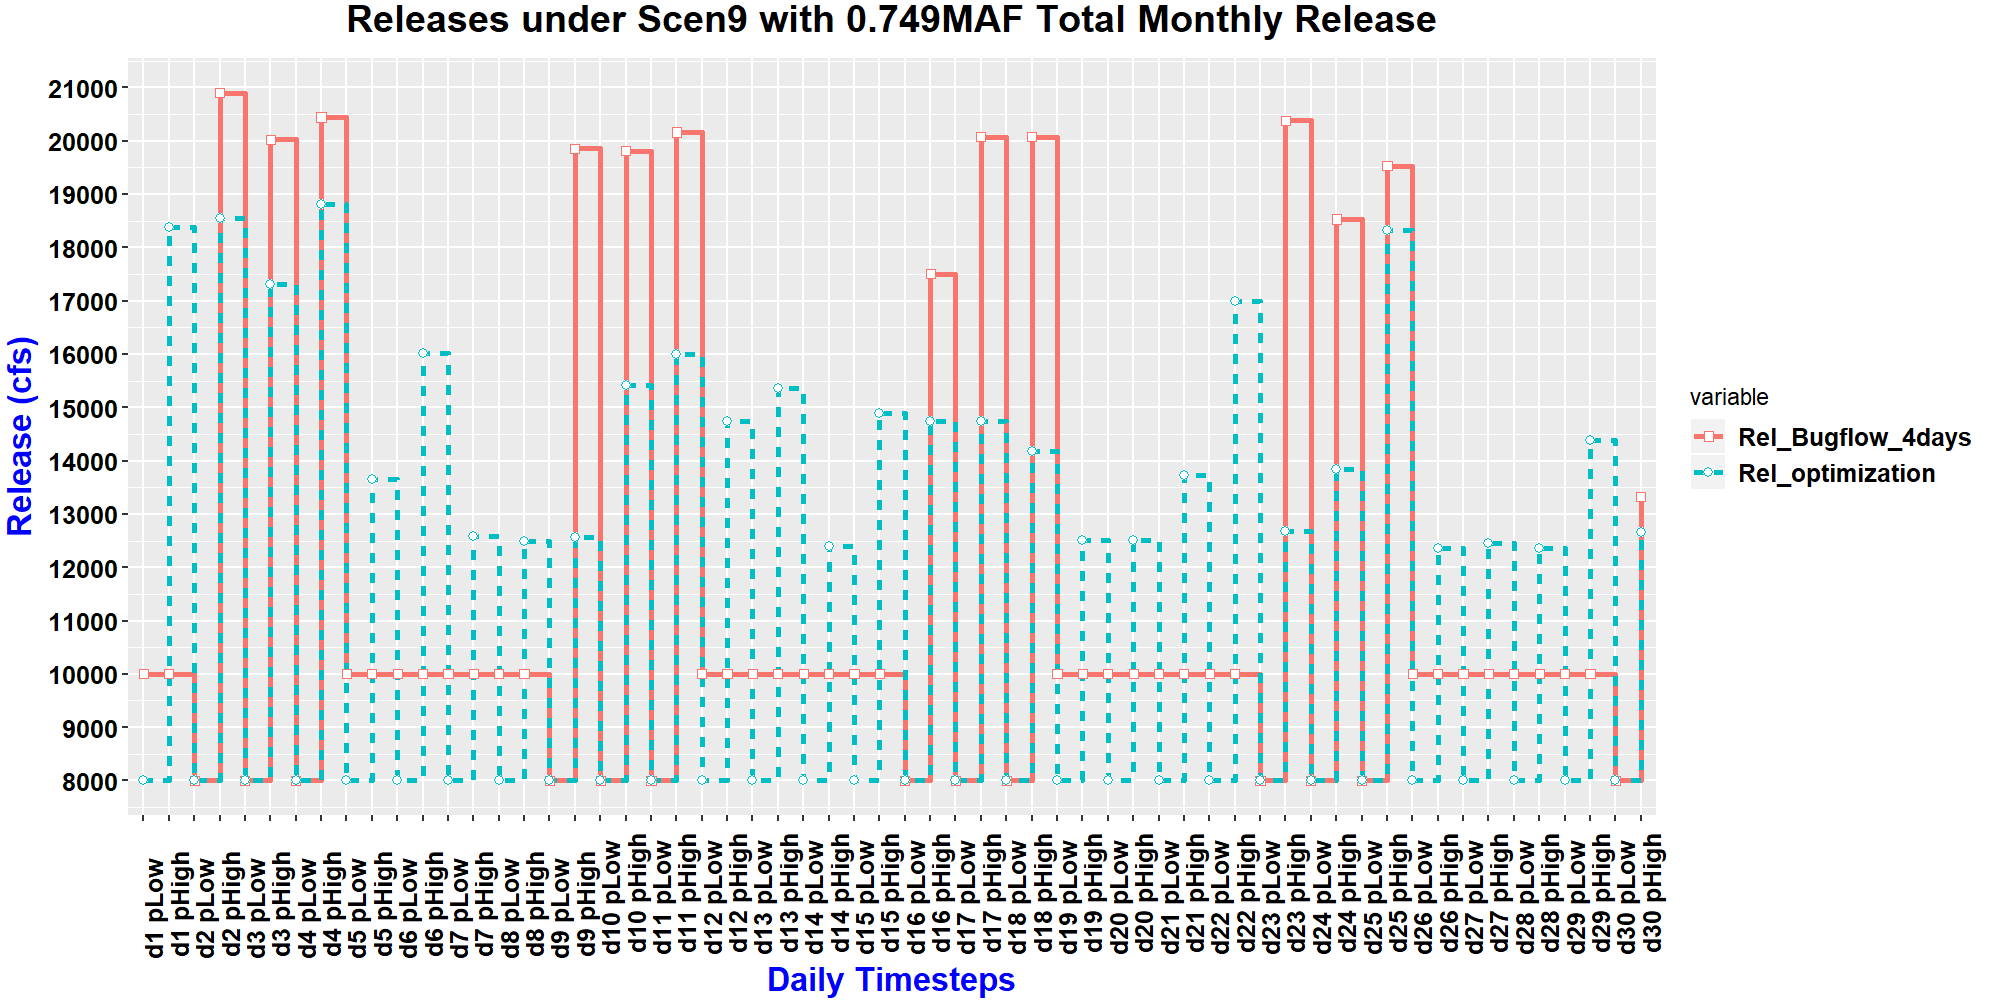 Releases under Scen9 with 0.749MAF Total Monthly Release
Release (cfs)
21000
20000
19000
18000
17000
16000
15000
14000
13000
12000
11000
10000
9000
8000
d1 pLow
d1 pHigh
d2 pLow
d2 pHigh
d3 pLow
d3 pHigh
d4 pLow
d4 pHigh
d5 pLow
d5 pHigh
d6 pLow
d6 pHigh
d7 pLow
d7 pHigh
d8 pLow
d8 pHigh
d9 pLow
d9 pHigh
d10 pLow
d10 pHigh
d11 pLow
d11 pHigh
d12 pLow
d12 pHigh
d13 pLow
d13 pHigh
d14 pLow
d14 pHigh
d15 pLow
d15 pHigh
d16 pLow
d16 pHigh
d17 pLow
d17 pHigh
d18 pLow
d18 pHigh
d19 pLow
d19 pHigh
d20 pLow
d20 pHigh
d21 pLow
d21 pHigh
d22 pLow
d22 pHigh
d23 pLow
d23 pHigh
d24 pLow
d24 pHigh
d25 pLow
d25 pHigh
d26 pLow
d26 pHigh
d27 pLow
d27 pHigh
d28 pLow
d28 pHigh
d29 pLow
d29 pHigh
d30 pLow
d30 pHigh
Daily Timesteps
variable
Rel_Bugflow_4days
Rel_optimization